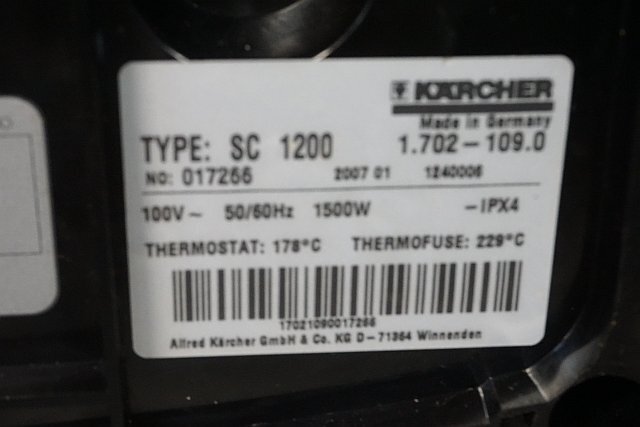 KÄRCHER
Made in Germany
TYPE: SC 1200 1.702-109.0
NO: 017266 2007 01 1240006
100V~ 50/60Hz 1500W -IPX4
THERMOSTAT: 178°C THERMOFUSE: 229°C
17021090017266
Alfred Kärcher GmbH & Co. KG D-71364 Winnenden